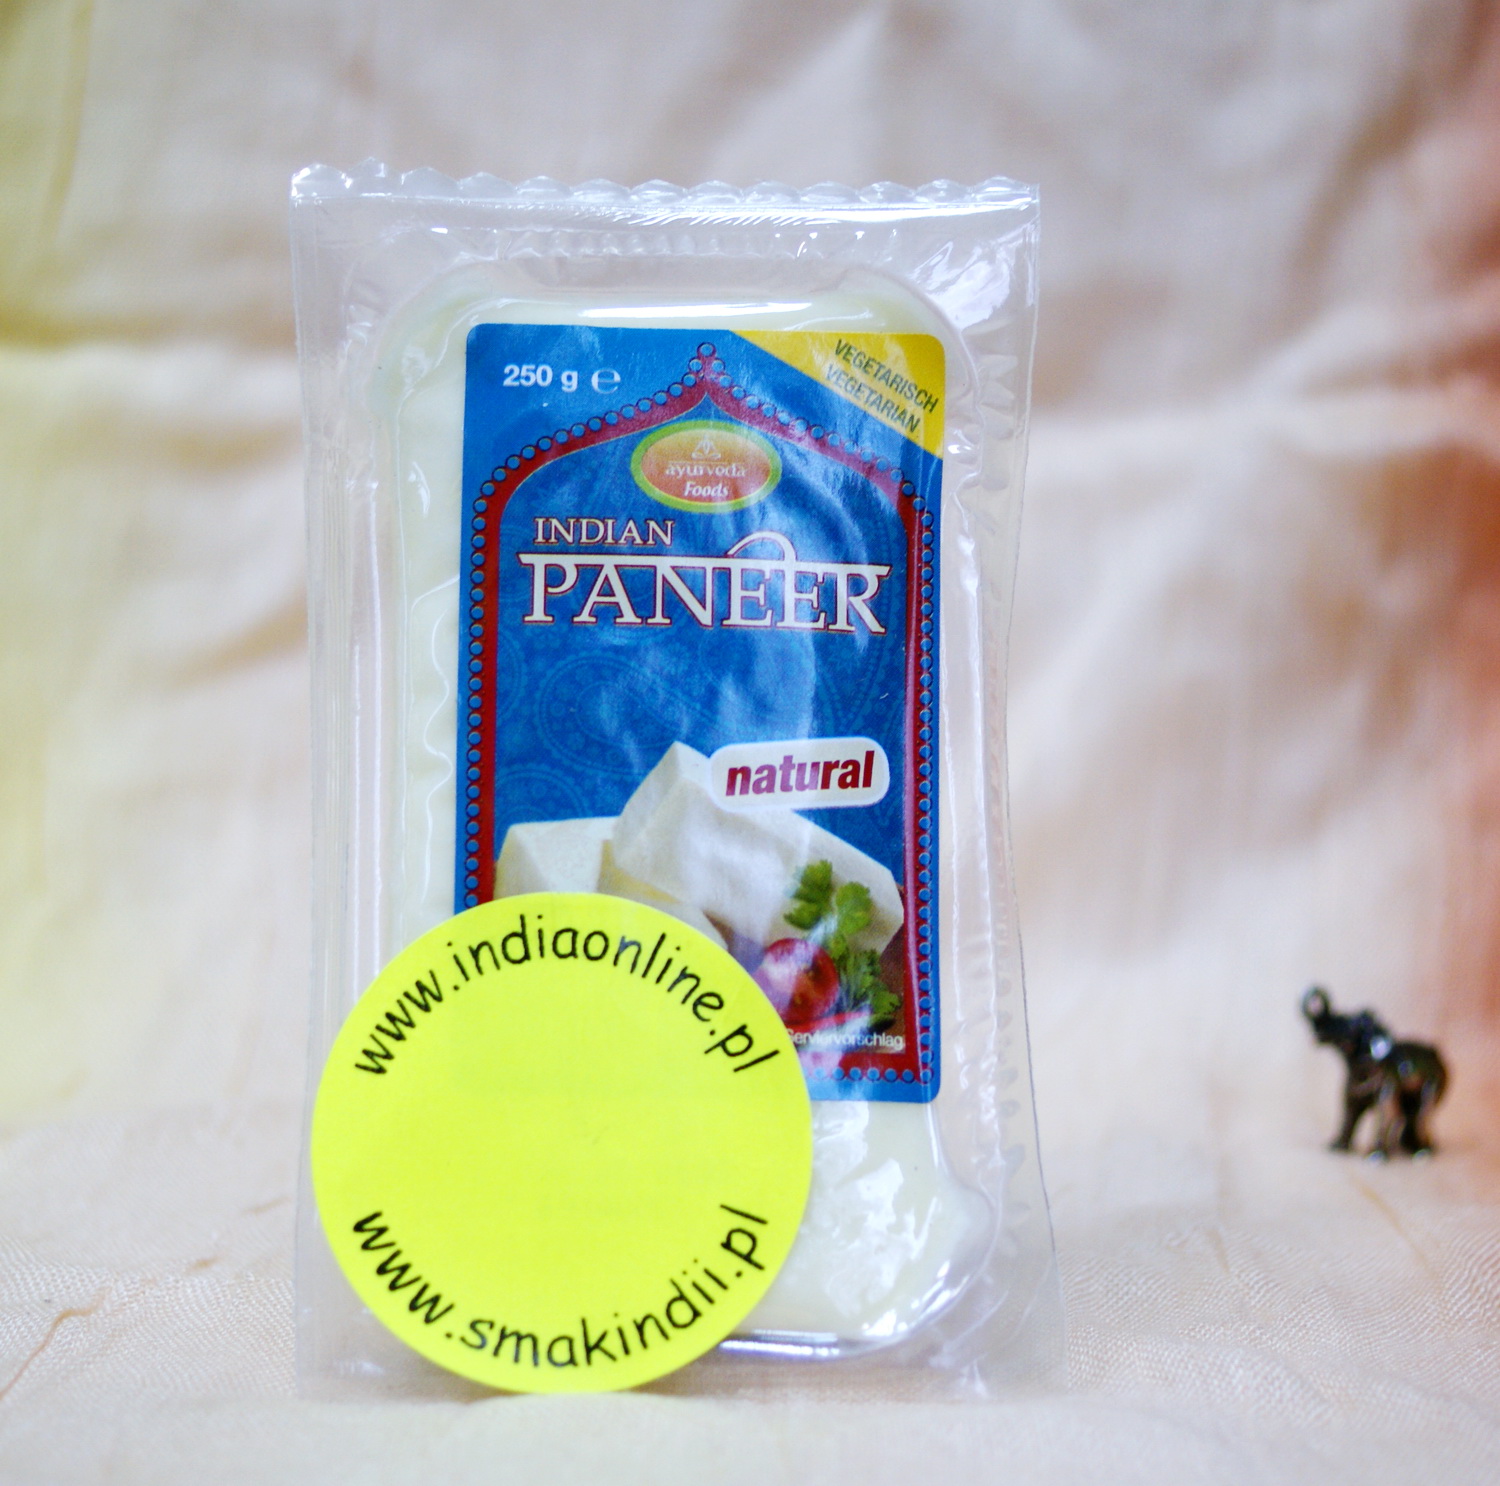 250 g ℮
VEGETARISCH
VEGETARIAN
ayurveda
Foods
INDIAN
PANEER
natural
Serviervorschlag
www.indiaonline.pl
www.smakindii.pl